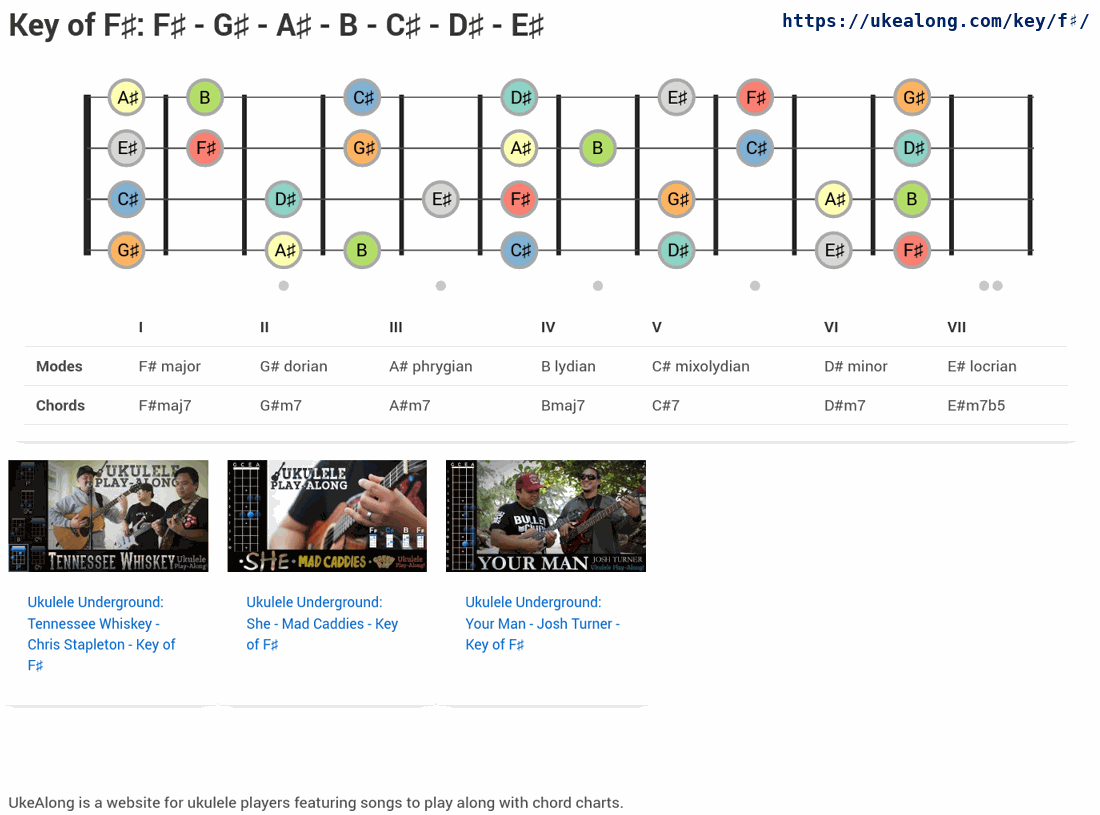 Key of F♯: F♯ - G♯ - A♯ - B - C♯ - D♯ - E♯
https://ukealong.com/key/f♯/
A♯ B C♯ D♯ E♯ F♯ G♯
E♯ F♯ G♯ A♯ B C♯ D♯
C♯ D♯ E♯ F♯ G♯ A♯ B
G♯ A♯ B C♯ D♯ E♯ F♯
I II III IV V VI VII
Modes F# major G# dorian A# phrygian B lydian C# mixolydian D# minor E# locrian
Chords F#maj7 G#m7 A#m7 Bmaj7 C#7 D#m7 E#m7b5
UKULELE
PLAY-ALONG
TENNESSEE WHISKEY Ukulele
Play-Along!
G C E A
UKULELE
PLAY-ALONG
F# C# B F#
·SHE· MAD CADDIES· Ukulele
Play-Along!
G C E A
BULLET
YOUR MAN JOSH TURNER
Ukulele Play-Along!
Ukulele Underground:
Tennessee Whiskey -
Chris Stapleton - Key of
F♯
Ukulele Underground:
She - Mad Caddies - Key
of F♯
Ukulele Underground:
Your Man - Josh Turner -
Key of F♯
UkeAlong is a website for ukulele players featuring songs to play along with chord charts.